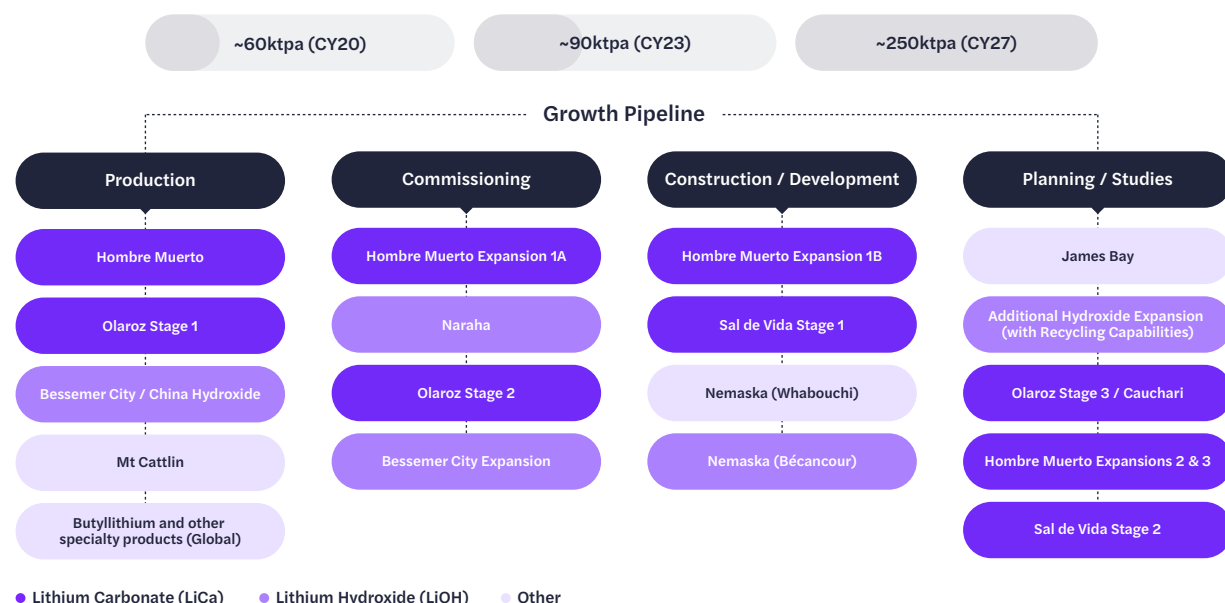 ~60ktpa (CY20)
~90ktpa (CY23)
~250ktpa (CY27)
Growth Pipeline
Production
Hombre Muerto
Olaroz Stage 1
Bessemer City / China Hydroxide
Mt Cattlin
Butyllithium and other
specialty products (Global)
Commissioning
Hombre Muerto Expansion 1A
Naraha
Olaroz Stage 2
Bessemer City Expansion
Construction / Development
Hombre Muerto Expansion 1B
Sal de Vida Stage 1
Nemaska (Whabouchi)
Nemaska (Bécancour)
Planning / Studies
James Bay
Additional Hydroxide Expansion
(with Recycling Capabilities)
Olaroz Stage 3 / Cauchari
Hombre Muerto Expansions 2 & 3
Sal de Vida Stage 2
Lithium Carbonate (LiCa)
Lithium Hydroxide (LiOH)
Other